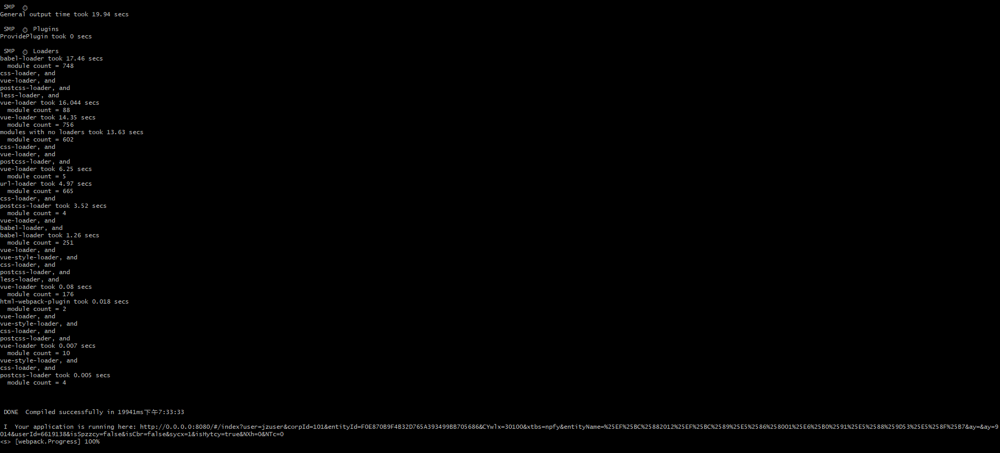 SMP ⏱
General output time took 19.94 secs
SMP ⏱ Plugins
ProvidePlugin took 0 secs
SMP ⏱ Loaders
babel-loader took 17.46 secs
module count = 748
css-loader, and
vue-loader, and
postcss-loader, and
less-loader, and
vue-loader took 16.044 secs
module count = 88
vue-loader took 14.35 secs
module count = 756
modules with no loaders took 13.63 secs
module count = 602
css-loader, and
vue-loader, and
postcss-loader, and
vue-loader took 6.25 secs
module count = 5
url-loader took 4.97 secs
module count = 665
css-loader, and
postcss-loader took 3.52 secs
module count = 4
vue-loader, and
babel-loader, and
babel-loader took 1.26 secs
module count = 251
vue-loader, and
vue-style-loader, and
css-loader, and
postcss-loader, and
less-loader, and
vue-loader took 0.08 secs
module count = 176
html-webpack-plugin took 0.018 secs
module count = 2
vue-loader, and
vue-style-loader, and
css-loader, and
postcss-loader, and
vue-loader took 0.007 secs
module count = 10
vue-style-loader, and
css-loader, and
postcss-loader took 0.005 secs
module count = 4
DONE Compiled successfully in 19941ms下午7:33:33
I Your application is running here: http://0.0.0.0:8080/#/index?user=jzuser&corpId=101&entityId=F0E870B9F4B32D765A393499BB705686&CYwlx=30100&xtbs=npfy&entityName=%25EF%25BC%25882012%25EF%25BC%2589%25E5%2586%258001%25E6%25B0%2591%25E5%2588%259D53%25E5%258F%25B7&ay=&ay=9
014&userId=6619138&isSpzzcy=false&isCbr=false&sycx=1&isHytcy=true&NXh=0&NTc=0
<s> [webpack.Progress] 100%